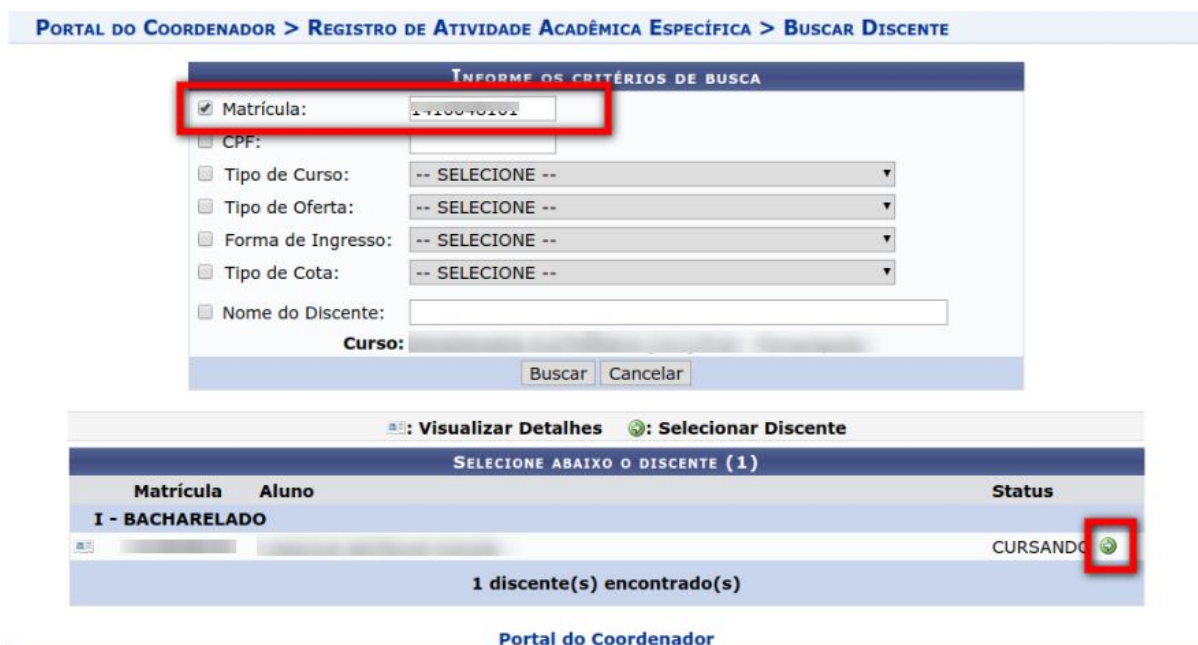 PORTAL DO COORDENADOR > REGISTRO DE ATIVIDADE ACADÊMICA ESPECÍFICA > BUSCAR DISCENTE
INFORME OS CRITÉRIOS DE BUSCA
Matrícula:
CPF:
Tipo de Curso: -- SELECIONE --
Tipo de Oferta: -- SELECIONE --
Forma de Ingresso: -- SELECIONE --
Tipo de Cota: -- SELECIONE --
Nome do Discente:
Curso:
Buscar Cancelar
: Visualizar Detalhes : Selecionar Discente
SELECIONE ABAIXO O DISCENTE (1)
Matrícula Aluno Status
I - BACHARELADO
CURSANDO
1 discente(s) encontrado(s)
Portal do Coordenador